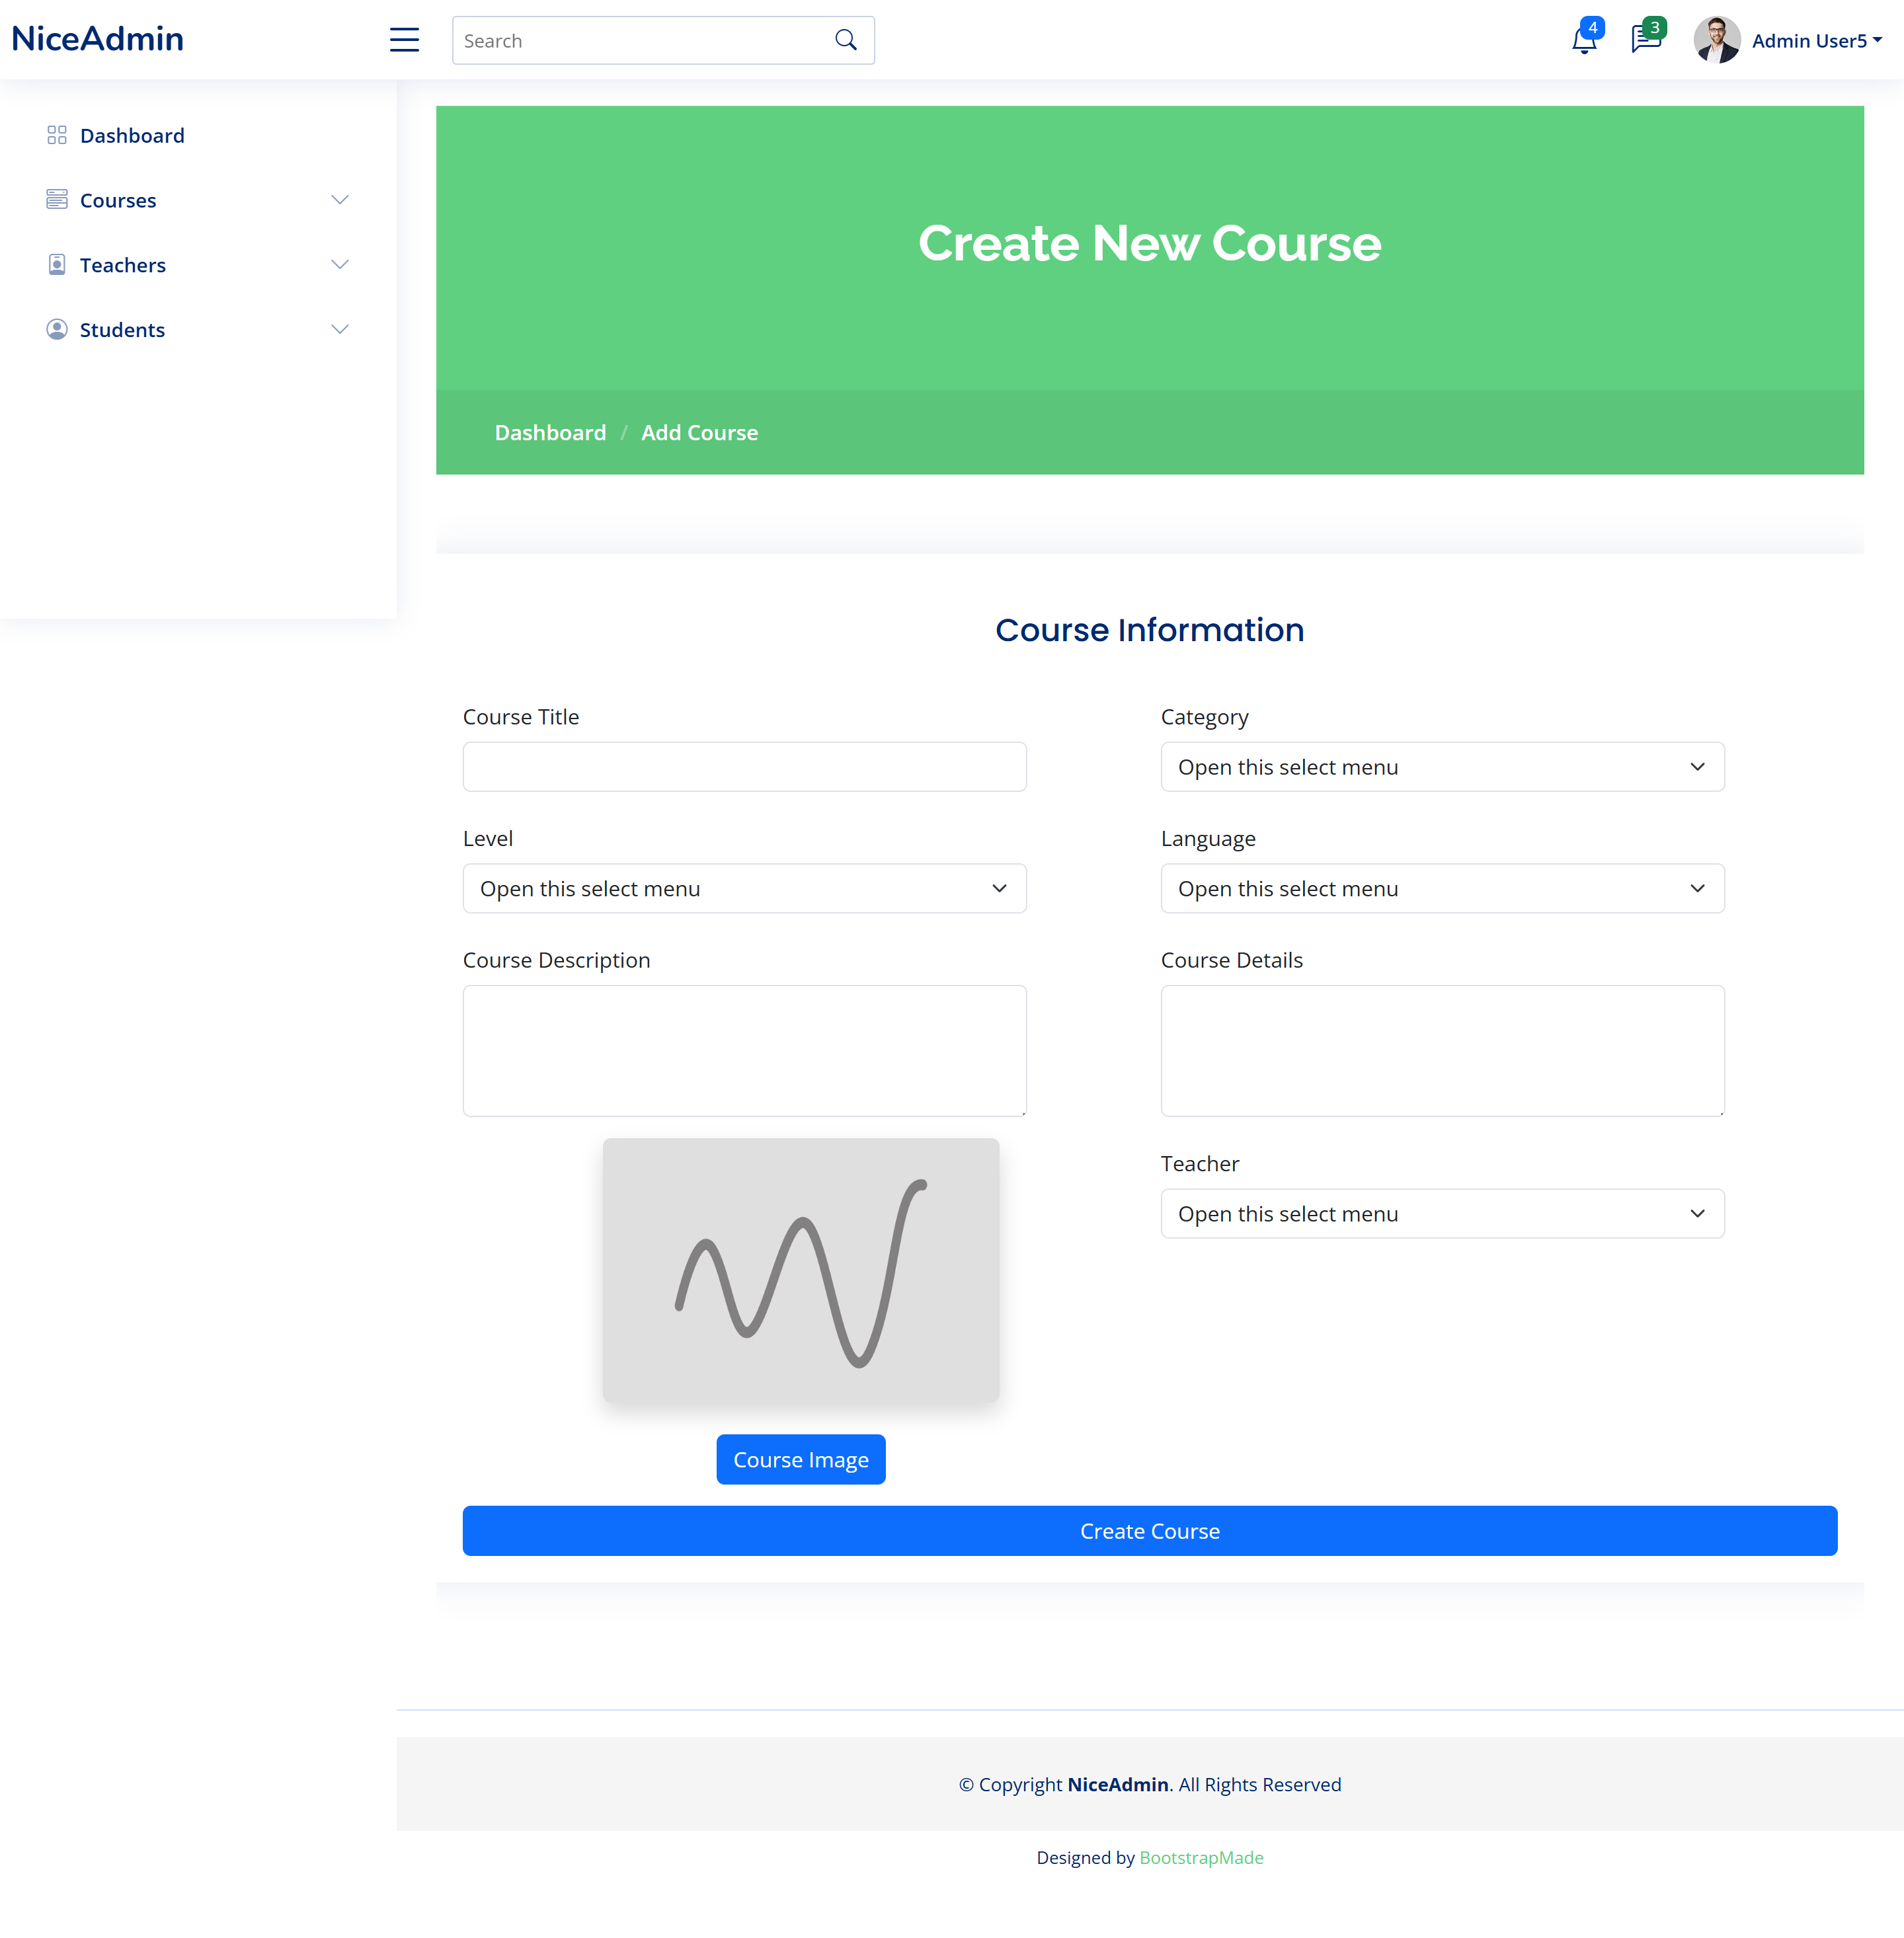 NiceAdmin
Search
4
3
Admin User5
Dashboard
Courses
Teachers
Students
Create New Course
Dashboard / Add Course
Course Information
Course Title
Category
Open this select menu
Level
Language
Open this select menu
Open this select menu
Course Description
Course Details
Teacher
Open this select menu
Course Image
Create Course
© Copyright NiceAdmin. All Rights Reserved
Designed by BootstrapMade